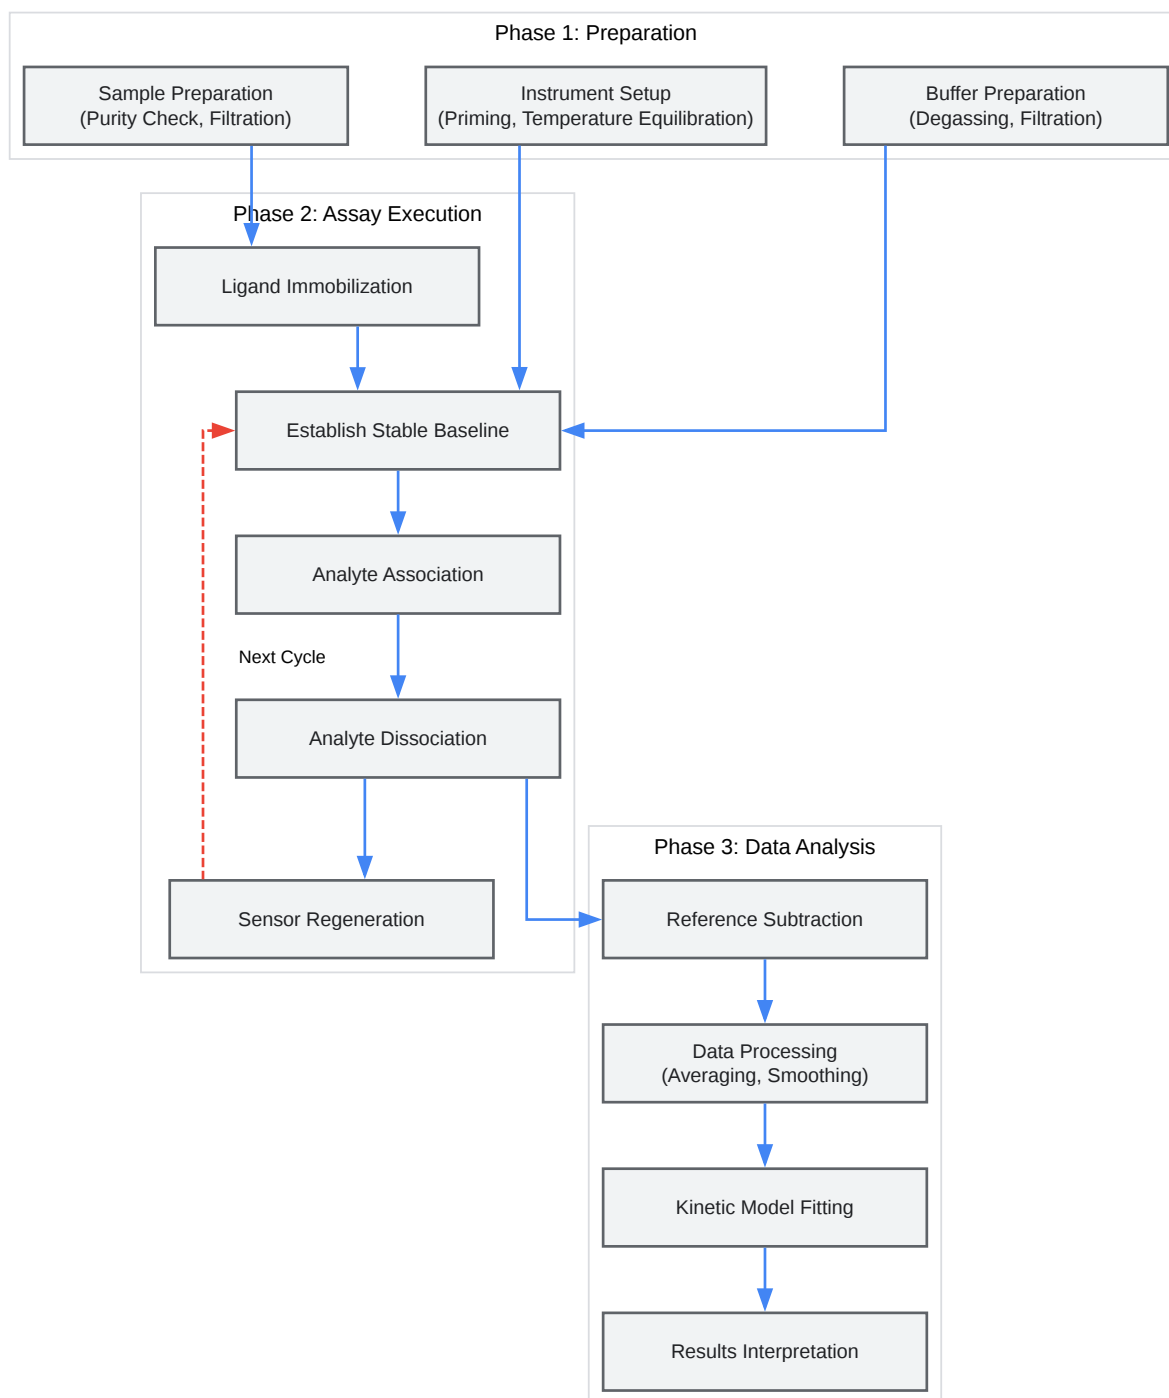 Phase 1: Preparation
Sample Preparation
(Purity Check, Filtration)
Instrument Setup
(Priming, Temperature Equilibration)
Buffer Preparation
(Degassing, Filtration)
Phase 2: Assay Execution
Ligand Immobilization
Establish Stable Baseline
Analyte Association
Next Cycle
Analyte Dissociation
Sensor Regeneration
Phase 3: Data Analysis
Reference Subtraction
Data Processing
(Averaging, Smoothing)
Kinetic Model Fitting
Results Interpretation